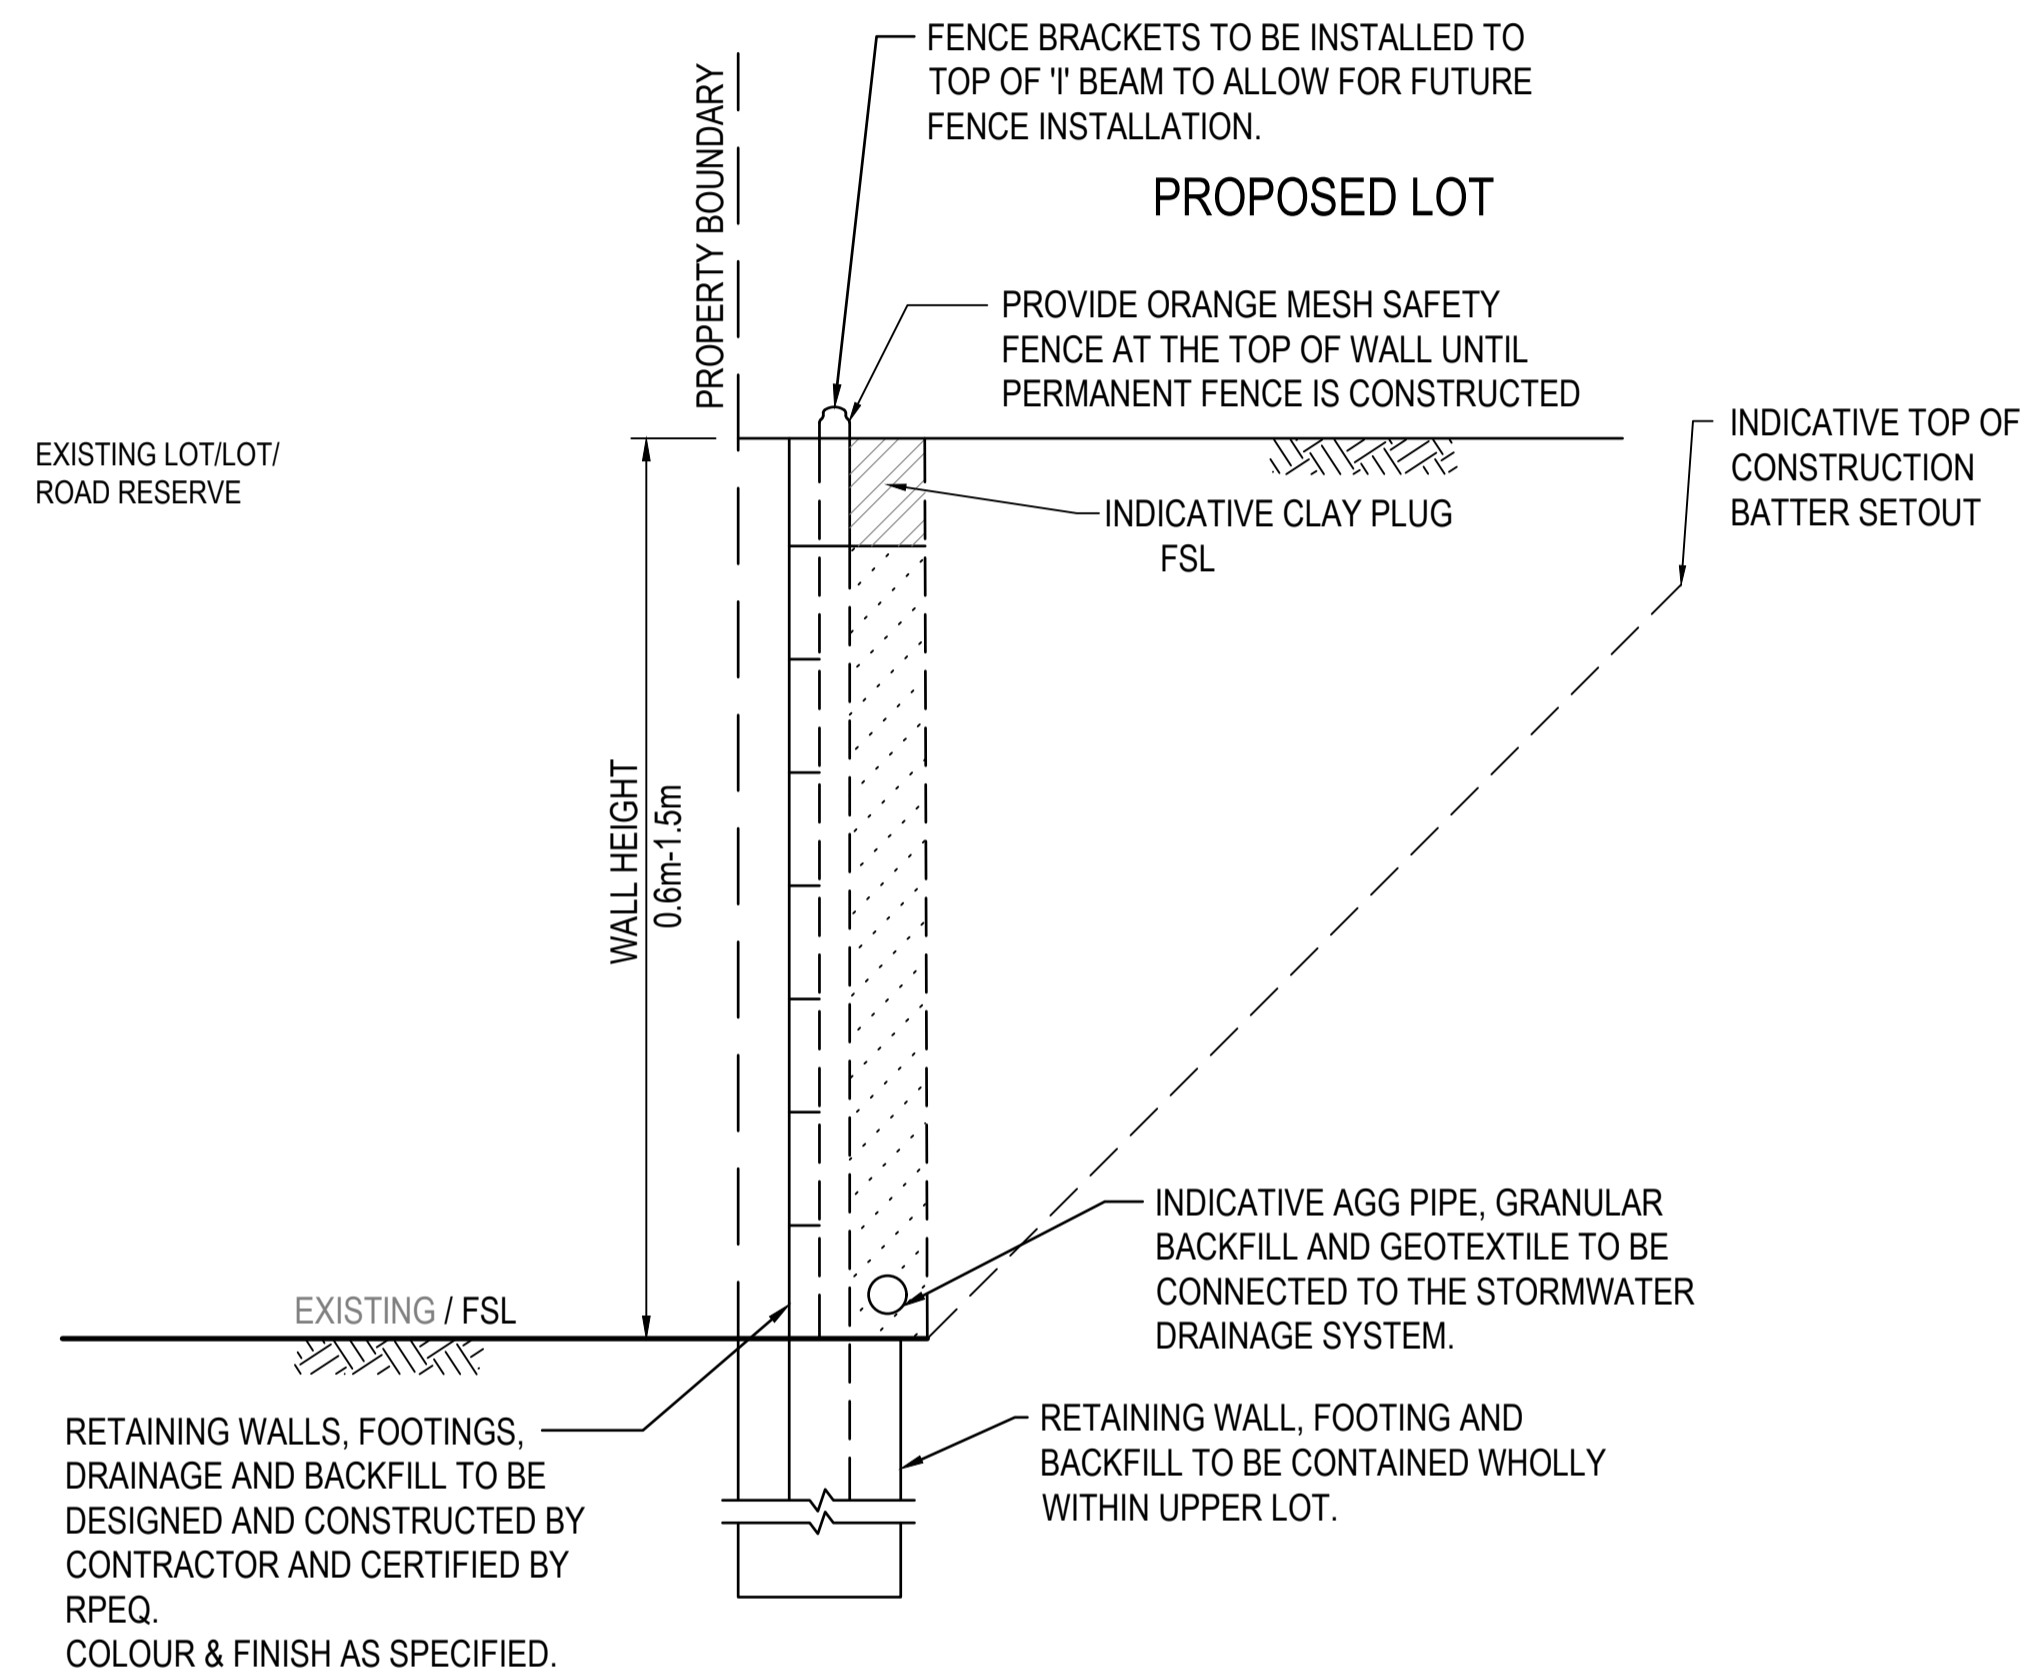 FENCE BRACKETS TO BE INSTALLED TO
TOP OF 'I' BEAM TO ALLOW FOR FUTURE
FENCE INSTALLATION.
PROPERTY BOUNDARY
PROPOSED LOT
PROVIDE ORANGE MESH SAFETY
FENCE AT THE TOP OF WALL UNTIL
PERMANENT FENCE IS CONSTRUCTED
INDICATIVE TOP OF
CONSTRUCTION
BATTER SETOUT
EXISTING LOT/LOT/
ROAD RESERVE
INDICATIVE CLAY PLUG
FSL
WALL HEIGHT
0.6m-1.5m
INDICATIVE AGG PIPE, GRANULAR
BACKFILL AND GEOTEXTILE TO BE
CONNECTED TO THE STORMWATER
DRAINAGE SYSTEM.
EXISTING / FSL
RETAINING WALLS, FOOTINGS,
DRAINAGE AND BACKFILL TO BE
DESIGNED AND CONSTRUCTED BY
CONTRACTOR AND CERTIFIED BY
RPEQ.
COLOUR & FINISH AS SPECIFIED.
RETAINING WALL, FOOTING AND
BACKFILL TO BE CONTAINED WHOLLY
WITHIN UPPER LOT.